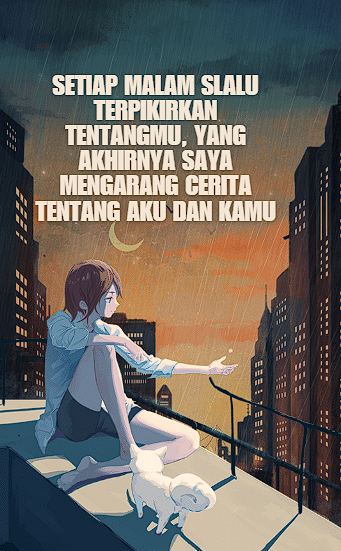 SETIAP MALAM SLALU
TERPIKIRKAN
TENTANGMU, YANG
AKHIRNYA SAYA
MENGARANG CERITA
TENTANG AKU DAN KAMU